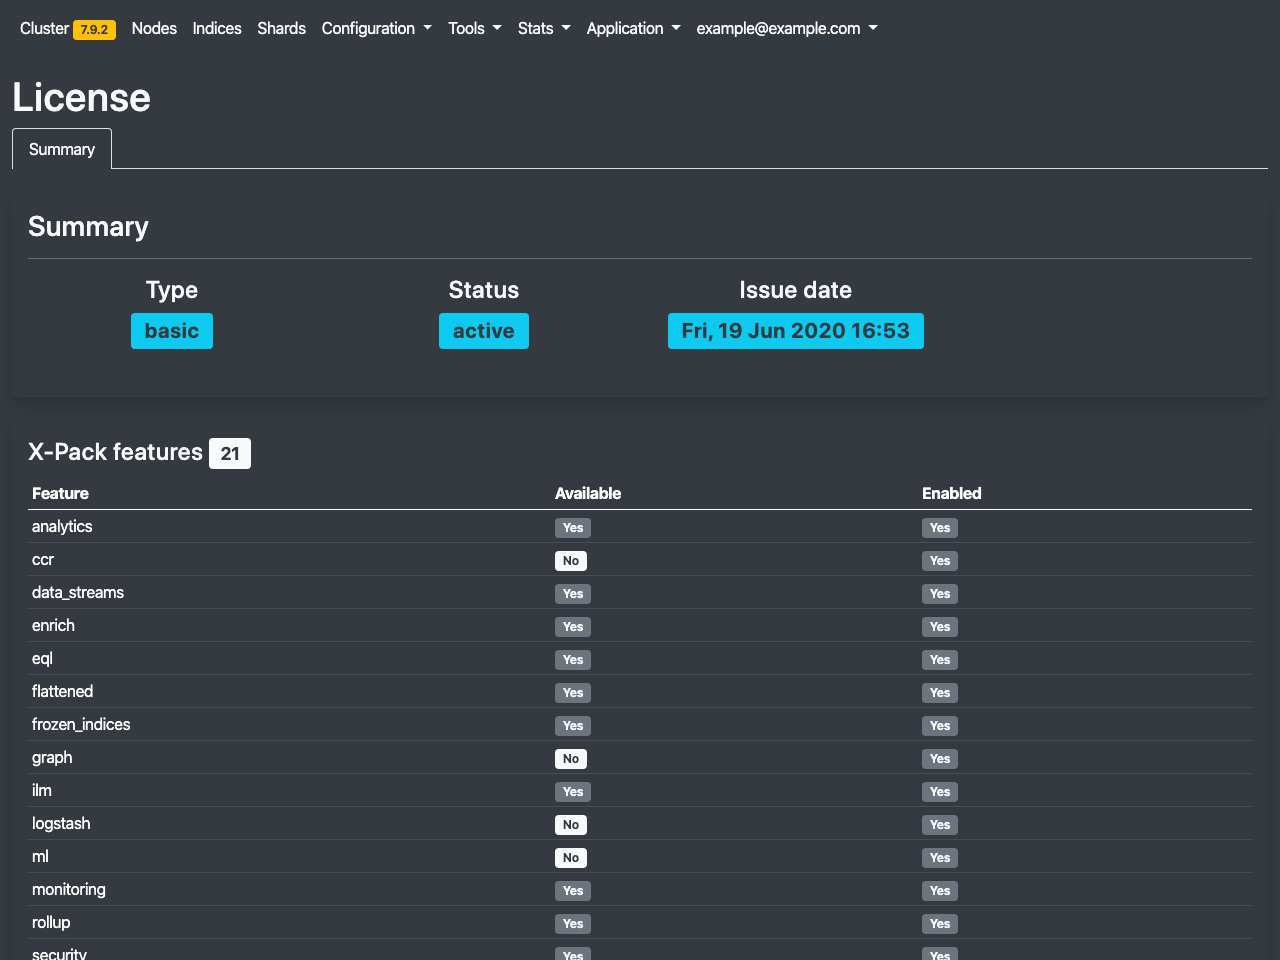 Cluster 7.9.2 Nodes Indices Shards Configuration Tools Stats Application example@example.com
License
Summary
Summary
Type Status Issue date
basic active Fri, 19 Jun 2020 16:53
X-Pack features 21
Feature Available Enabled
analytics Yes Yes
ccr No Yes
data_streams Yes Yes
enrich Yes Yes
eql Yes Yes
flattened Yes Yes
frozen_indices Yes Yes
graph No Yes
ilm Yes Yes
logstash No Yes
ml No Yes
monitoring Yes Yes
rollup Yes Yes
security Yes Yes